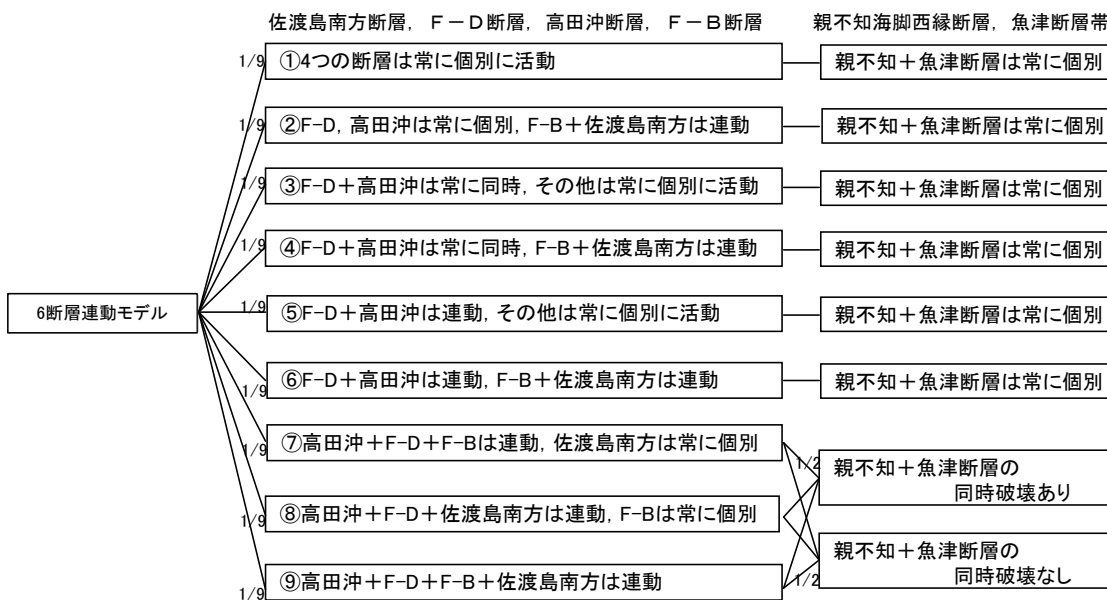 佐渡島南方断層，Ｆ－Ｄ断層，高田沖断層，Ｆ－Ｂ断層
親不知海脚西縁断層，魚津断層帯
6断層連動モデル
1/9
①4つの断層は常に個別に活動
親不知＋魚津断層は常に個別
1/9
②F-D，高田沖は常に個別，F-B＋佐渡島南方は連動
親不知＋魚津断層は常に個別
1/9
③F-D＋高田沖は常に同時，その他は常に個別に活動
親不知＋魚津断層は常に個別
1/9
④F-D＋高田沖は常に同時，F-B＋佐渡島南方は連動
親不知＋魚津断層は常に個別
1/9
⑤F-D＋高田沖は連動，その他は常に個別に活動
親不知＋魚津断層は常に個別
1/9
⑥F-D＋高田沖は連動，F-B＋佐渡島南方は連動
親不知＋魚津断層は常に個別
1/9
⑦高田沖＋F-D＋F-Bは連動，佐渡島南方は常に個別
1/9
⑧高田沖＋F-D＋佐渡島南方は連動，F-Bは常に個別
1/9
⑨高田沖＋F-D＋F-B＋佐渡島南方は連動
1/2
親不知＋魚津断層の
同時破壊あり
1/2
親不知＋魚津断層の
同時破壊なし